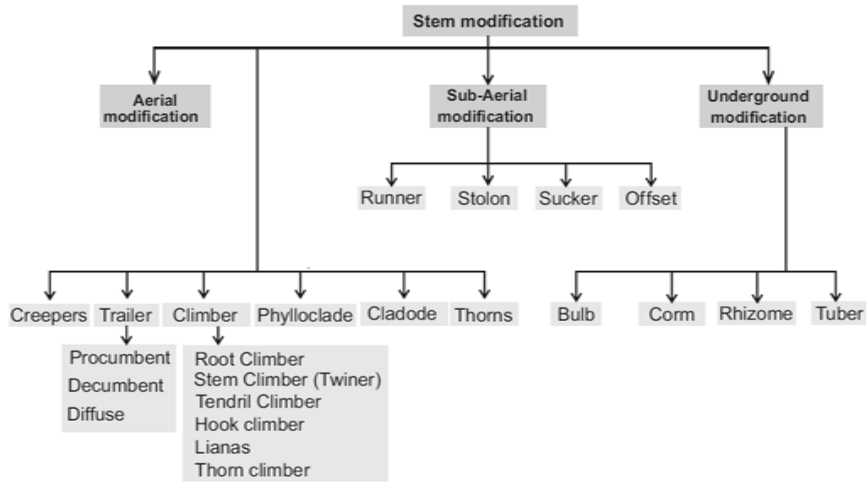 Stem modification
Aerial
modification
Sub-Aerial
modification
Underground
modification
Runner
Stolon
Sucker
Offset
Creepers
Trailer
Climber
Phylloclade
Cladode
Thorns
Bulb
Corm
Rhizome
Tuber
Procumbent
Decumbent
Diffuse
Root Climber
Stem Climber (Twiner)
Tendril Climber
Hook climber
Lianas
Thorn climber